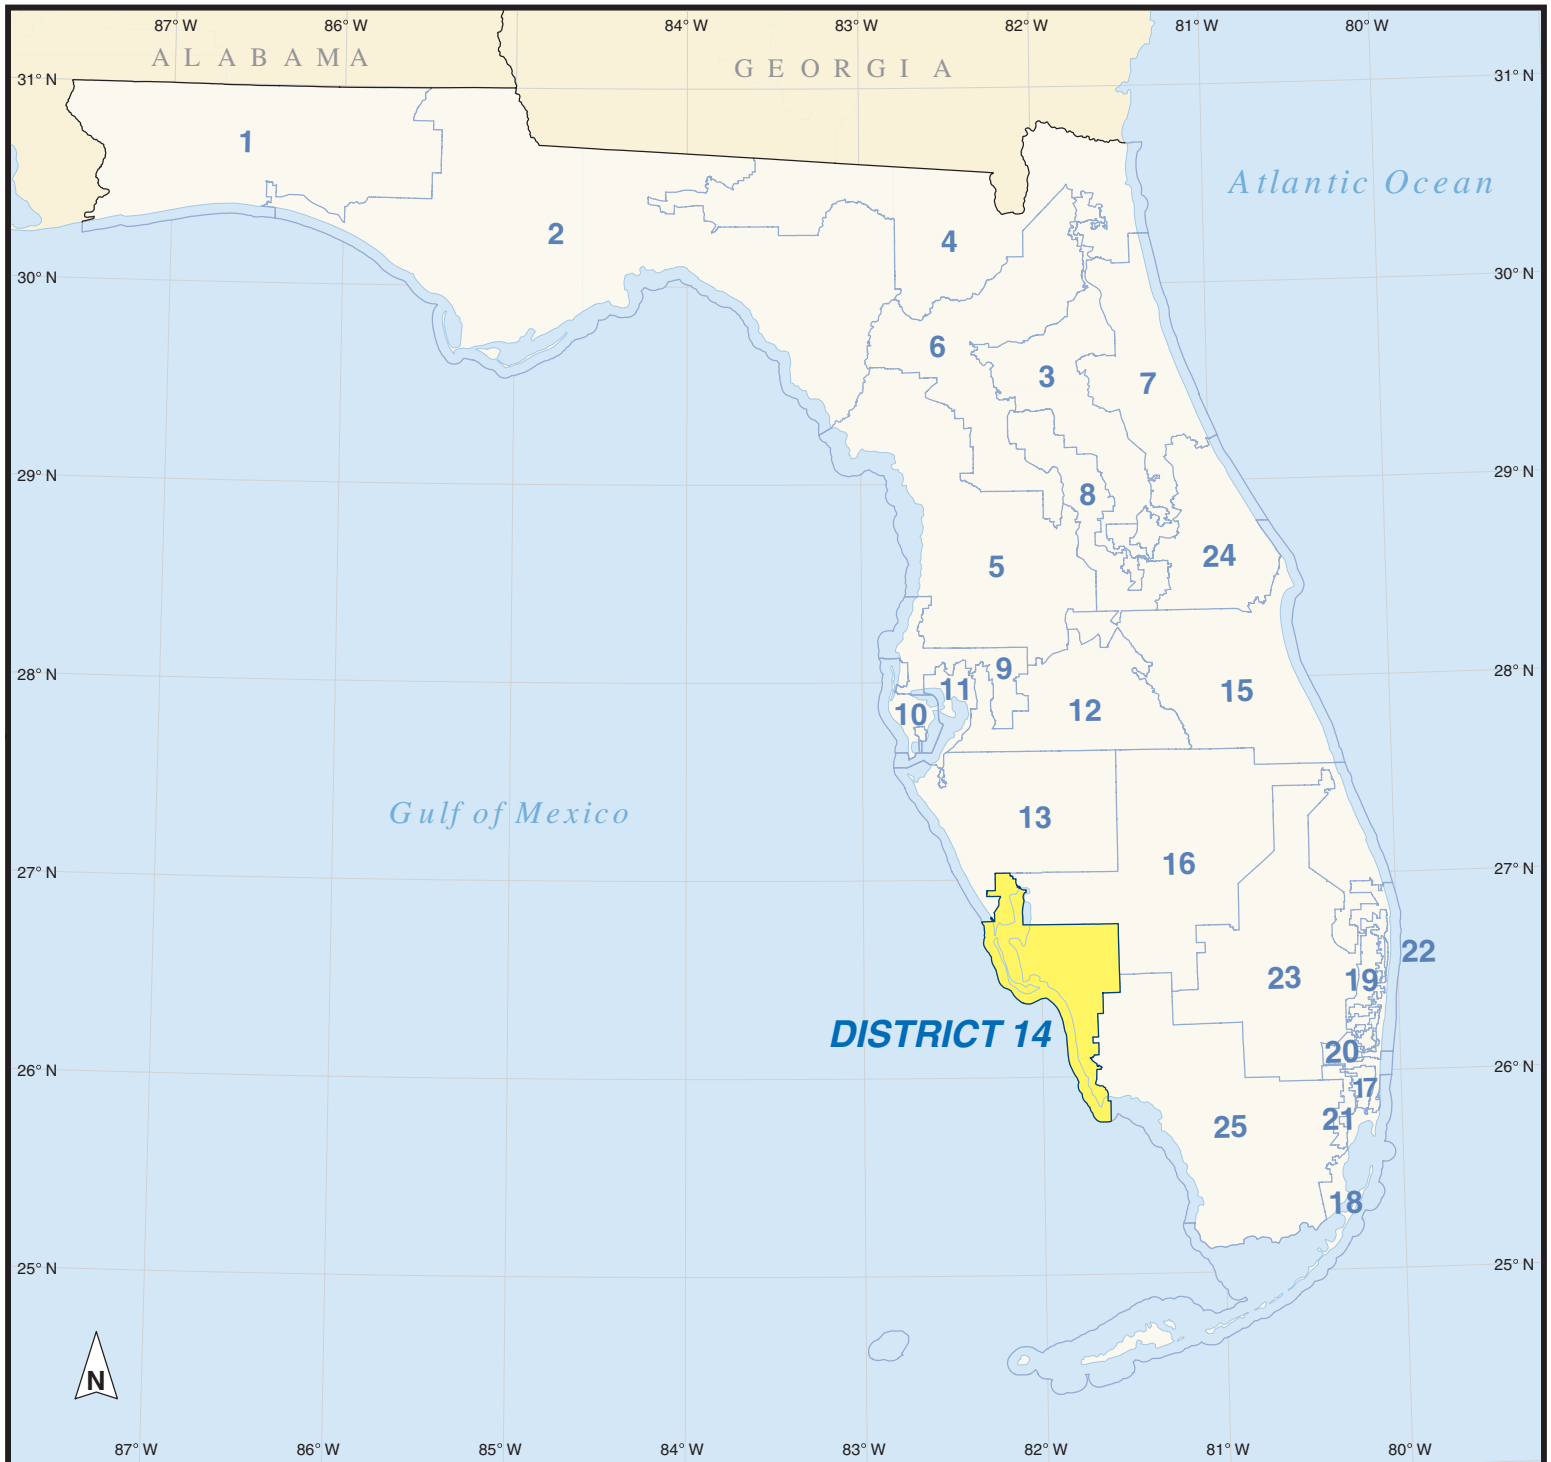 87° W 86° W 84° W 83° W 82° W 81° W 80° W
ALABAMA
GEORGIA
31° N 31° N
1
Atlantic Ocean
2
4
30° N 30° N
6
3
7
29° N 29° N
8
24
5
9
28° N 28° N
11
15
10
12
Gulf of Mexico
13
16
27° N 27° N
22
23
19
DISTRICT 14
20
26° N 26° N
17
21
25
18
25° N 25° N
N
87° W 86° W 85° W 84° W 83° W 82° W 81° W 80° W